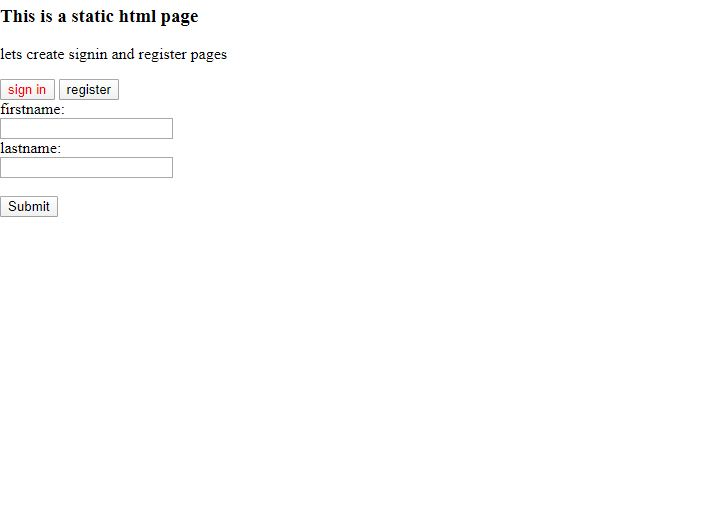 This is a static html page
lets create signin and register pages
sign in register
firstname:
lastname:
Submit